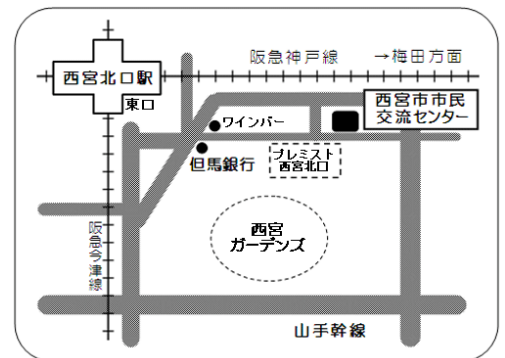 阪急神戸線　→梅田方面
西宮北口駅
東口
西宮市市民
交流センター
ワインバー
但馬銀行
プレミスト
西宮北口
西宮
ガーデンズ
阪急今津線
山手幹線